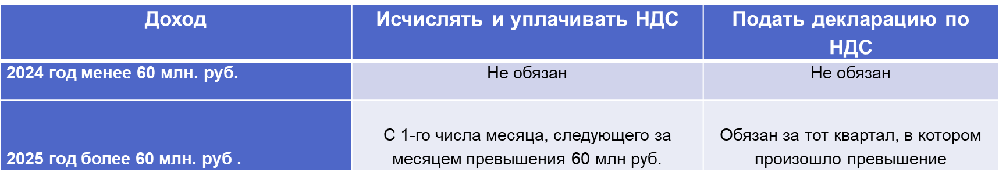 Доход
Исчислять и уплачивать НДС
Подать декларацию по
НДС
2024 год менее 60 млн. руб.
Не обязан
Не обязан
2025 год более 60 млн. руб .
С 1-го числа месяца, следующего за
месяцем превышения 60 млн руб.
Обязан за тот квартал, в котором
произошло превышение